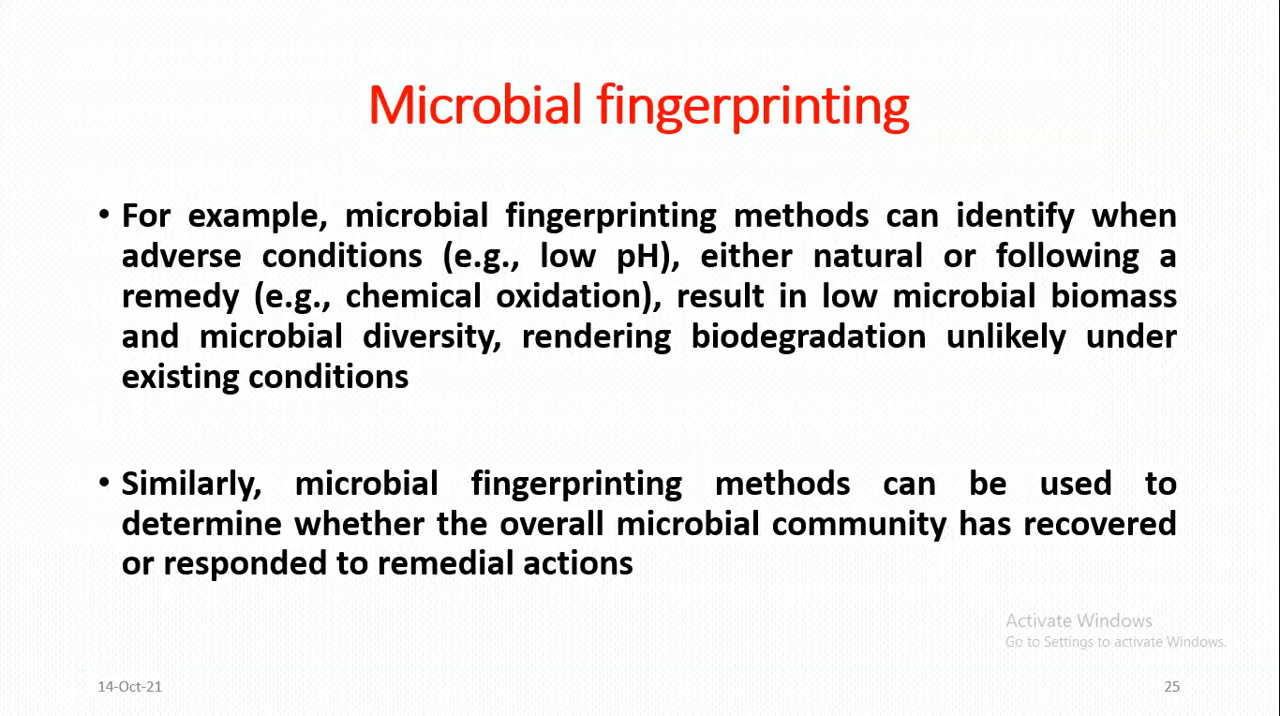 Microbial fingerprinting
• For example, microbial fingerprinting methods can identify when
adverse conditions (e.g., low pH), either natural or following a
remedy (e.g., chemical oxidation), result in low microbial biomass
and microbial diversity, rendering biodegradation unlikely under
existing conditions
• Similarly, microbial fingerprinting methods can be used to
determine whether the overall microbial community has recovered
or responded to remedial actions
Activate Windows
Go to Settings to activate Windows.
14-Oct-21
25